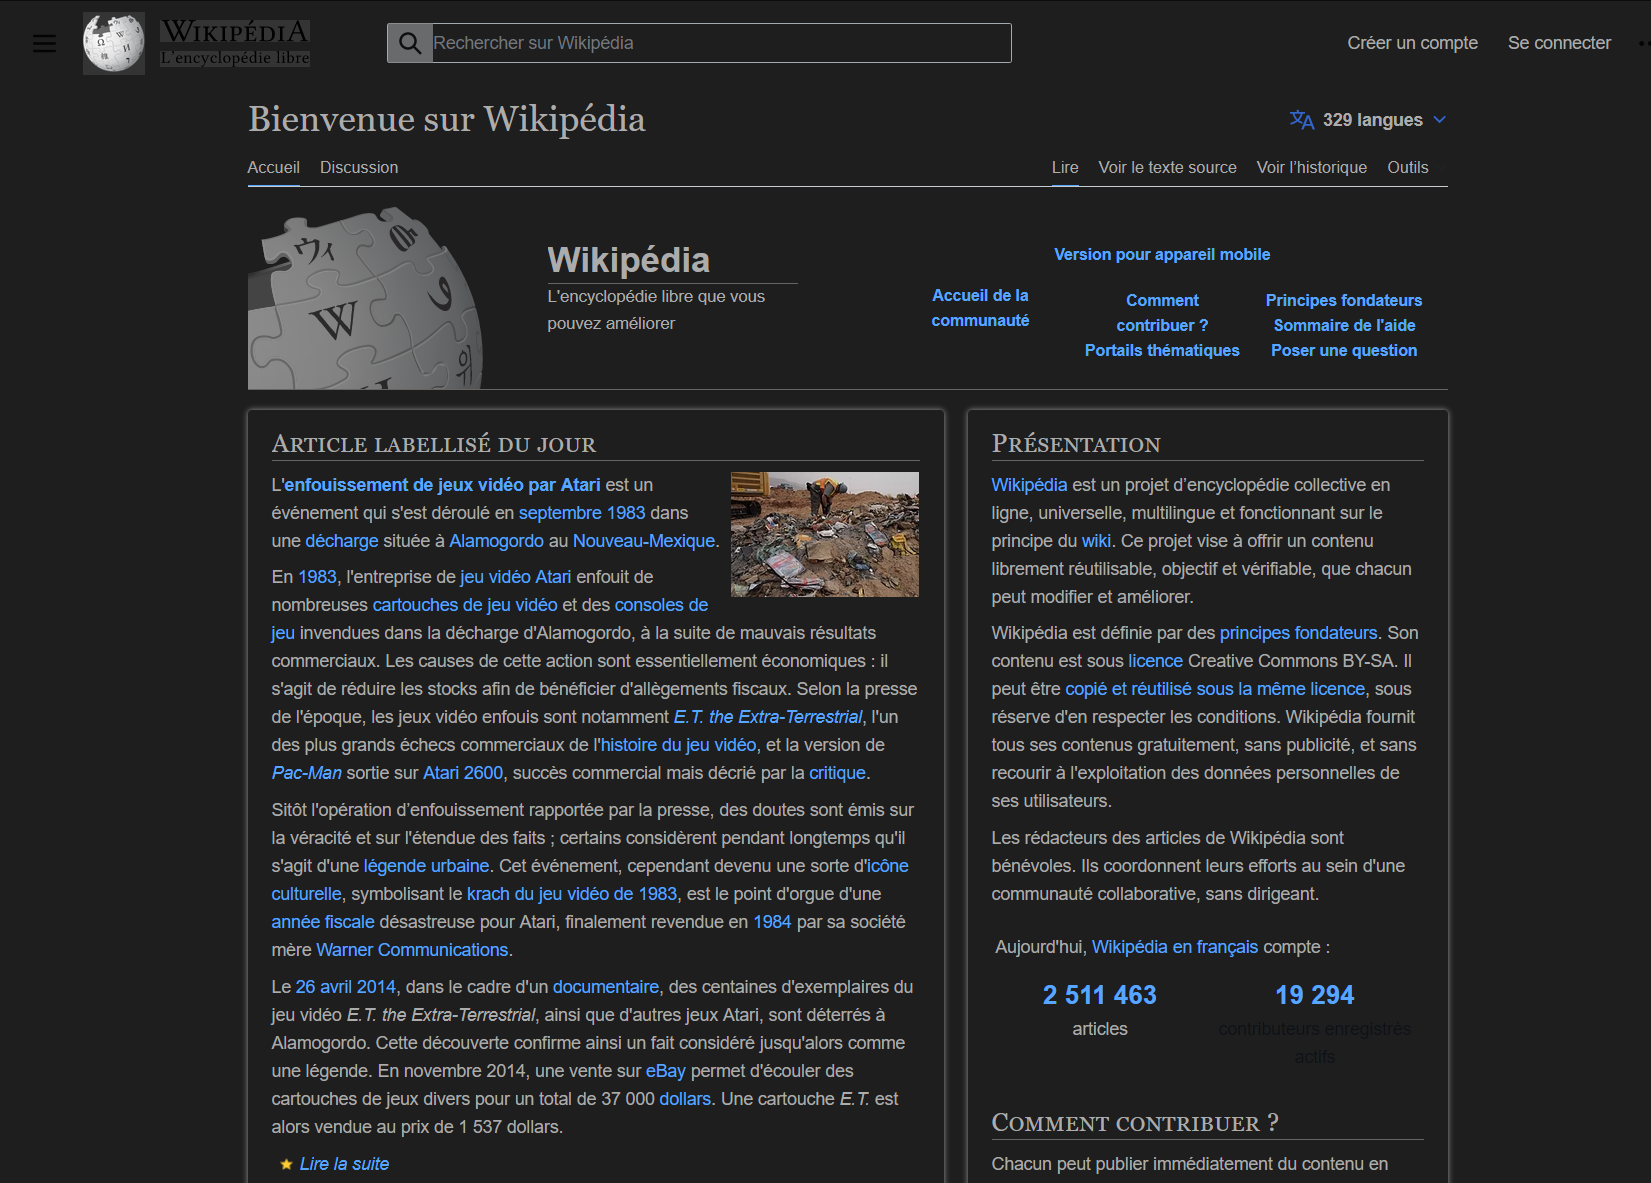 WIKIPÉDIA
L'encyclopédie libre
Rechercher sur Wikipédia
Créer un compte
Se connecter
Bienvenue sur Wikipédia
329 langues
Accueil
Discussion
Lire
Voir le texte source
Voir l’historique
Outils
Wikipédia
L'encyclopédie libre que vous
pouvez améliorer
Version pour appareil mobile
Accueil de la
communauté
Comment
contribuer ?
Portails thématiques
Principes fondateurs
Sommaire de l'aide
Poser une question
Article labellisé du jour
L'enfouissement de jeux vidéo par Atari est un
événement qui s'est déroulé en septembre 1983 dans
une décharge située à Alamogordo au Nouveau-Mexique.
En 1983, l'entreprise de jeu vidéo Atari enfouit de
nombreuses cartouches de jeu vidéo et des consoles de
jeu invendues dans la décharge d'Alamogordo, à la suite de mauvais résultats
commerciaux. Les causes de cette action sont essentiellement économiques : il
s'agit de réduire les stocks afin de bénéficier d'allègements fiscaux. Selon la presse
de l'époque, les jeux vidéo enfouis sont notamment E.T. the Extra-Terrestrial, l'un
des plus grands échecs commerciaux de l'histoire du jeu vidéo, et la version de
Pac-Man sortie sur Atari 2600, succès commercial mais décrié par la critique.
Sitôt l'opération d’enfouissement rapportée par la presse, des doutes sont émis sur
la véracité et sur l'étendue des faits ; certains considèrent pendant longtemps qu'il
s'agit d'une légende urbaine. Cet événement, cependant devenu une sorte d'icône
culturelle, symbolisant le krach du jeu vidéo de 1983, est le point d'orgue d'une
année fiscale désastreuse pour Atari, finalement revendue en 1984 par sa société
mère Warner Communications.
Le 26 avril 2014, dans le cadre d'un documentaire, des centaines d'exemplaires du
jeu vidéo E.T. the Extra-Terrestrial, ainsi que d'autres jeux Atari, sont déterrés à
Alamogordo. Cette découverte confirme ainsi un fait considéré jusqu'alors comme
une légende. En novembre 2014, une vente sur eBay permet d'écouler des
cartouches de jeux divers pour un total de 37 000 dollars. Une cartouche E.T. est
alors vendue au prix de 1 537 dollars.
Lire la suite
Présentation
Wikipédia est un projet d’encyclopédie collective en
ligne, universelle, multilingue et fonctionnant sur le
principe du wiki. Ce projet vise à offrir un contenu
librement réutilisable, objectif et vérifiable, que chacun
peut modifier et améliorer.
Wikipédia est définie par des principes fondateurs. Son
contenu est sous licence Creative Commons BY-SA. Il
peut être copié et réutilisé sous la même licence, sous
réserve d'en respecter les conditions. Wikipédia fournit
tous ses contenus gratuitement, sans publicité, et sans
recourir à l'exploitation des données personnelles de
ses utilisateurs.
Les rédacteurs des articles de Wikipédia sont
bénévoles. Ils coordonnent leurs efforts au sein d'une
communauté collaborative, sans dirigeant.
Aujourd'hui, Wikipédia en français compte :
2 511 463
articles
19 294
contributeurs enregistrés
actifs
Comment contribuer ?
Chacun peut publier immédiatement du contenu en